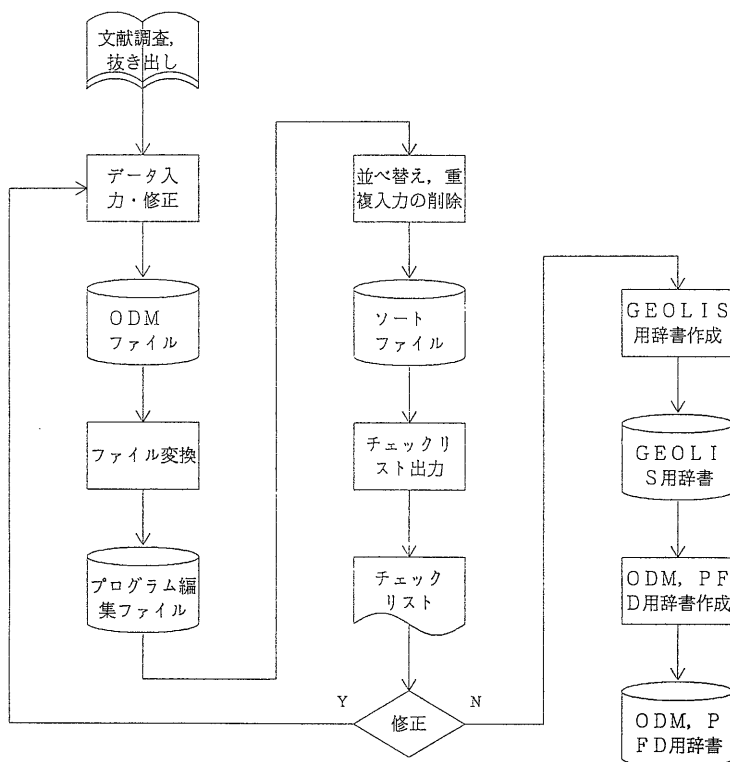 文献調査,
抜き出し
データ入
力・修正
ODM
ファイル
ファイル変換
プログラム編
集ファイル
並べ替え,重
複入力の削除
ソート
ファイル
チェックリ
スト出力
チェック
リスト
修正
Y
N
GEOLIS
用辞書作成
GEOLI
S用辞書
ODM, PF
D用辞書作成
ODM, P
FD用辞書